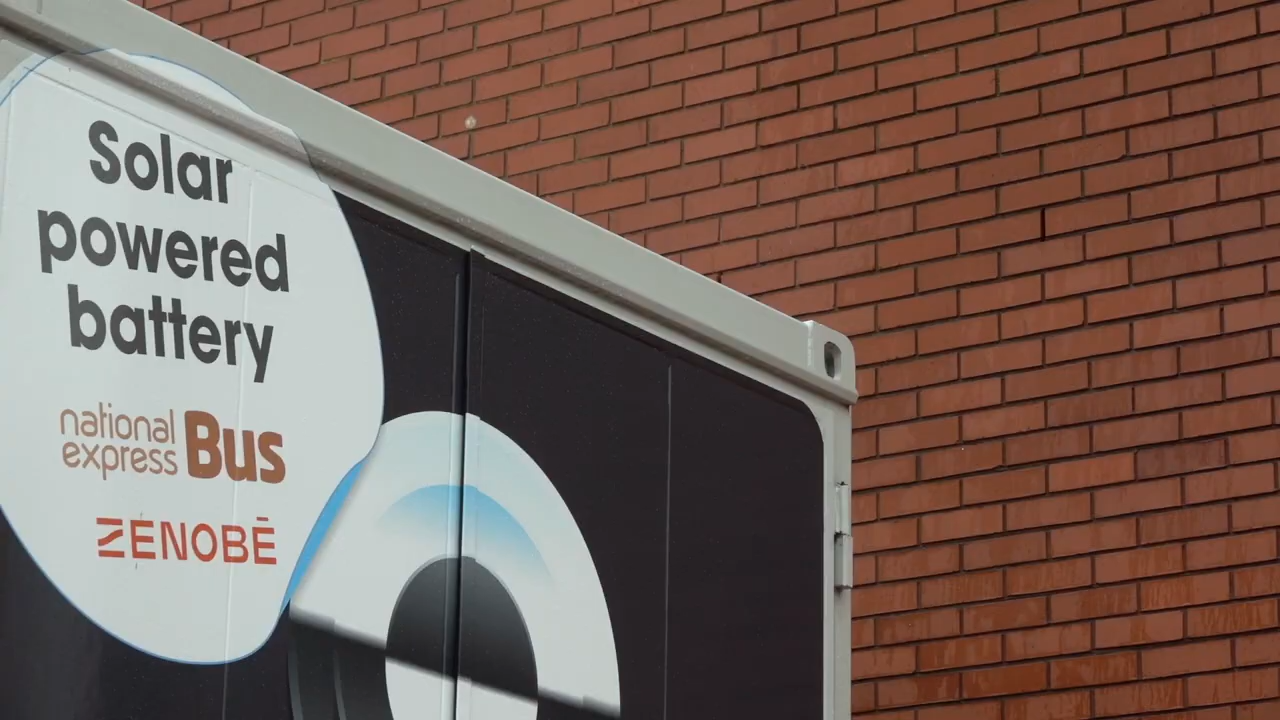 Solar
powered
battery
national
express Bus
ZENOBĒ